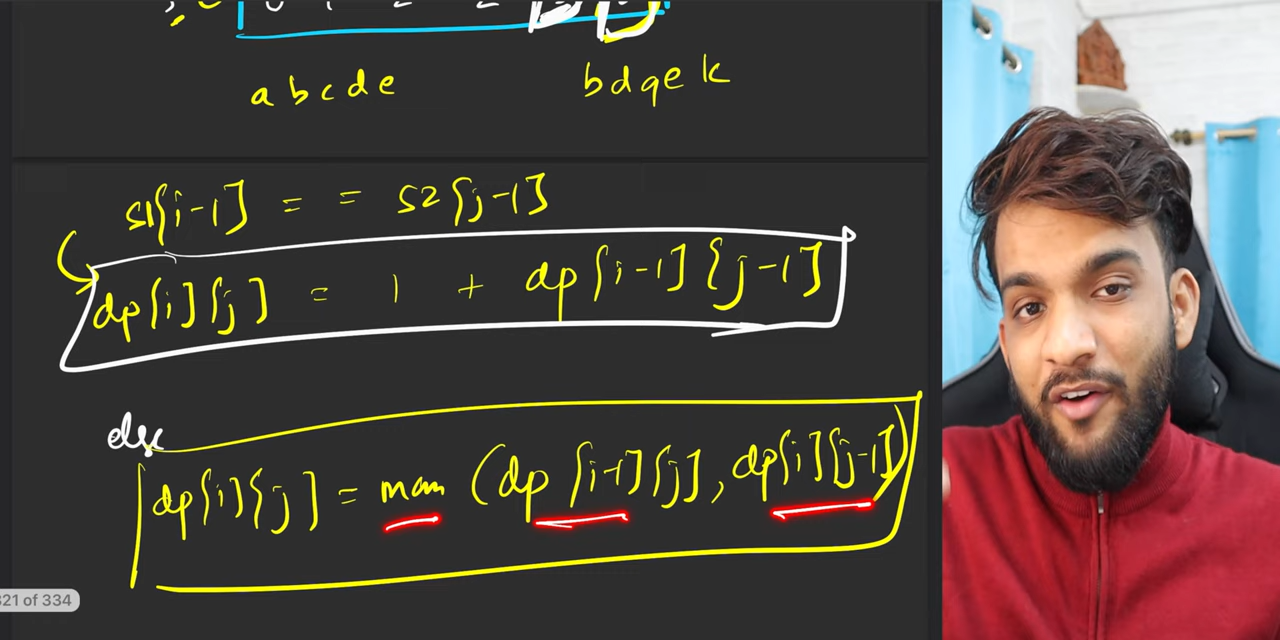 abcde bdgek
s1[i-1] = = s2[j-1]
dp[i][j] = 1 + dp[i-1][j-1]
else
dp[i][j] = max (dp[i-1][j], dp[i][j-1])
321 of 334